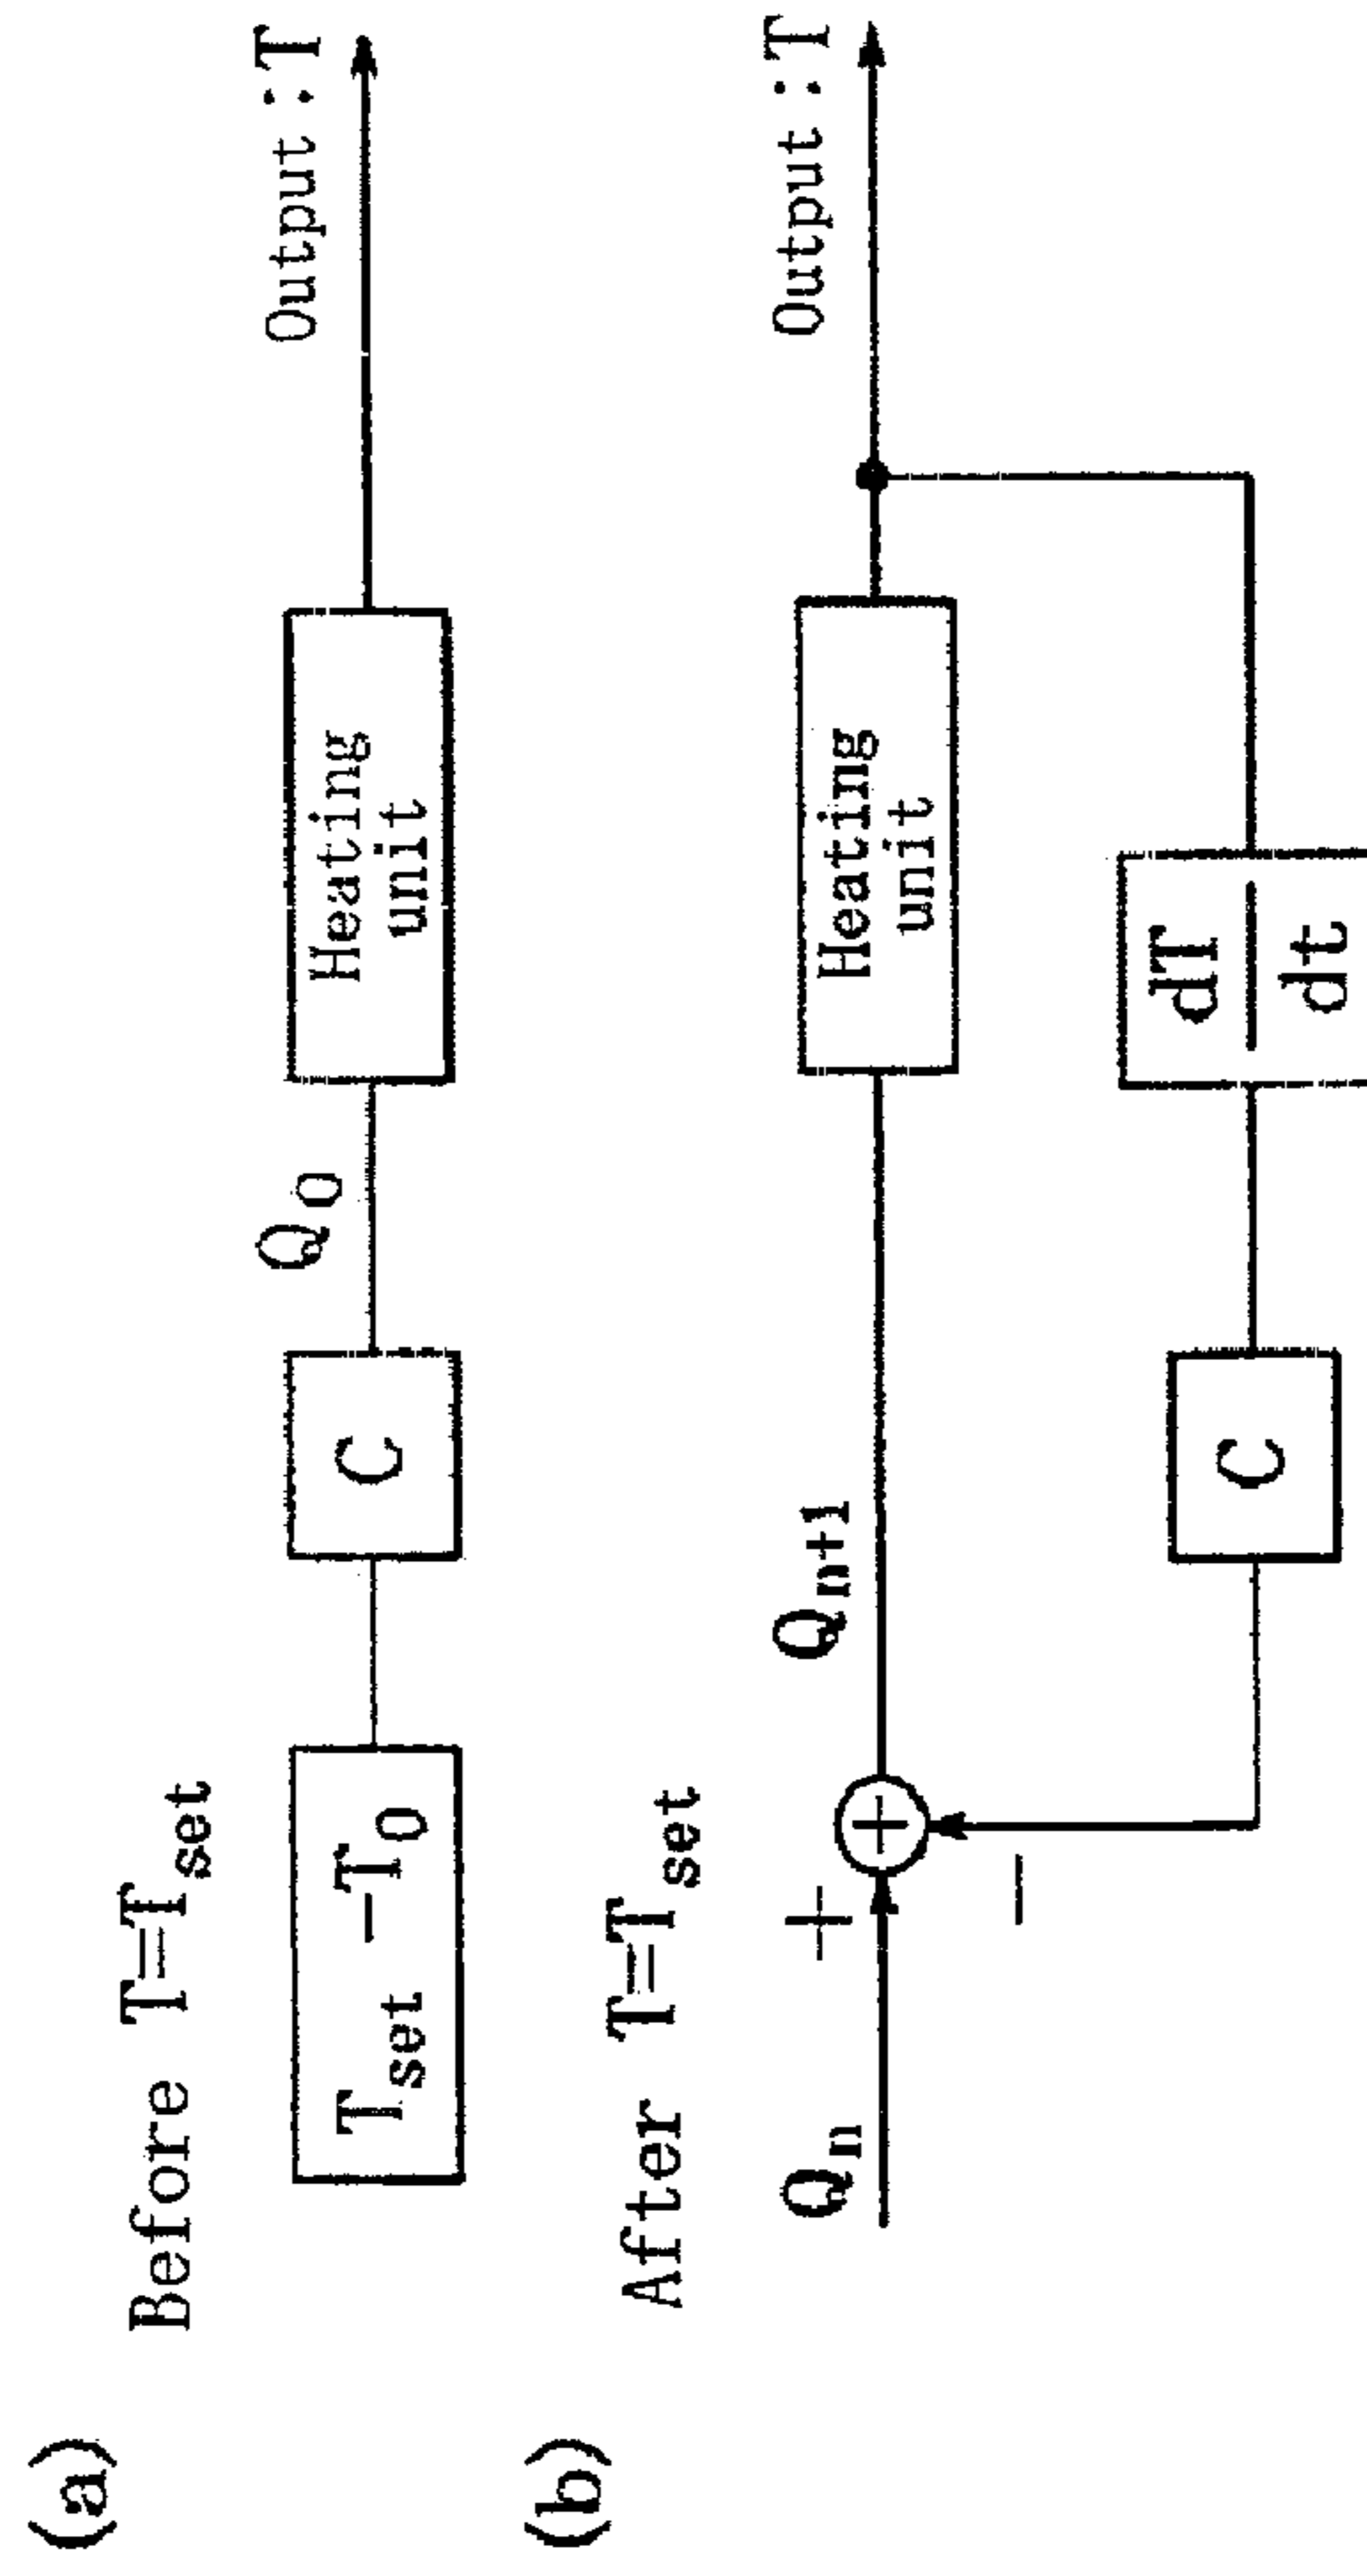 (a)
Before T=Tset
Tset -T0
C
Q0
Heating
unit
Output :T
(b)
After T=Tset
Qn
+
+
−
Qn+1
Heating
unit
Output :T
C
dT
dt